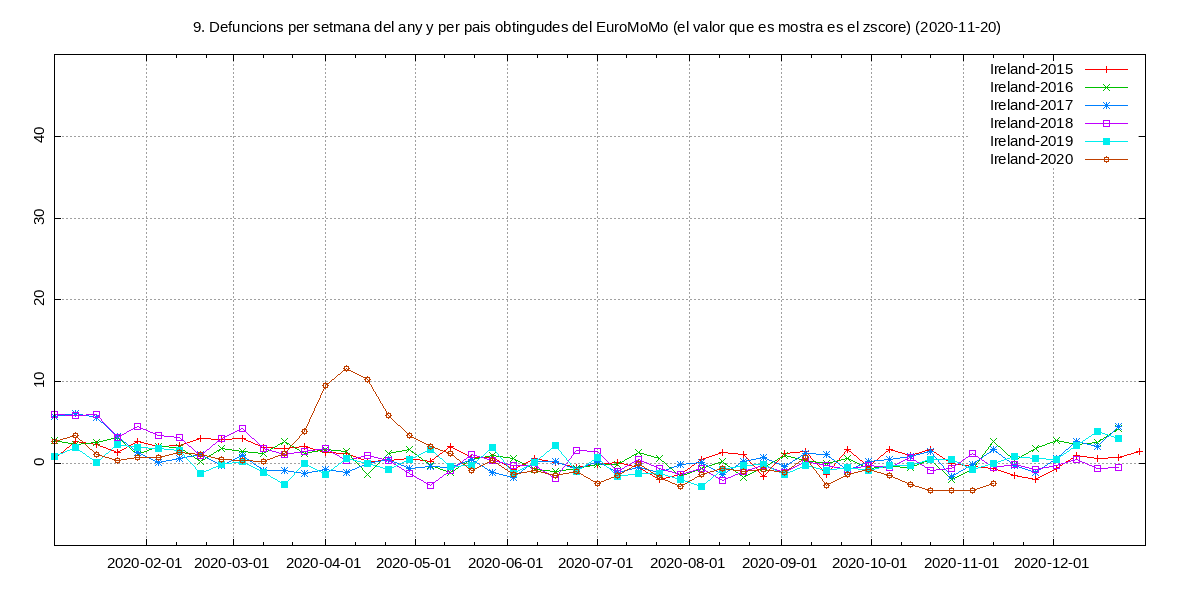 9. Defuncions per setmana del any y per pais obtingudes del EuroMoMo (el valor que es mostra es el zscore) (2020-11-20)
Ireland-2015
Ireland-2016
Ireland-2017
Ireland-2018
Ireland-2019
Ireland-2020
40
30
20
10
0
2020-02-01 2020-03-01 2020-04-01 2020-05-01 2020-06-01 2020-07-01 2020-08-01 2020-09-01 2020-10-01 2020-11-01 2020-12-01